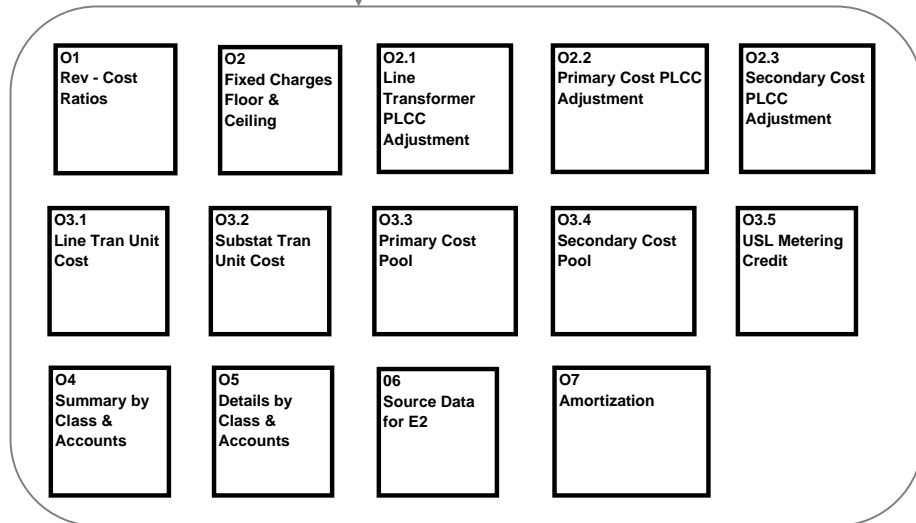 O1
Rev - Cost
Ratios
O2
Fixed Charges
Floor &
Ceiling
O2.1
Line
Transformer
PLCC
Adjustment
O2.2
Primary Cost PLCC
Adjustment
O2.3
Secondary Cost
PLCC
Adjustment
O3.1
Line Tran Unit
Cost
O3.2
Substat Tran
Unit Cost
O3.3
Primary Cost
Pool
O3.4
Secondary Cost
Pool
O3.5
USL Metering
Credit
O4
Summary by
Class &
Accounts
O5
Details by
Class &
Accounts
06
Source Data
for E2
O7
Amortization